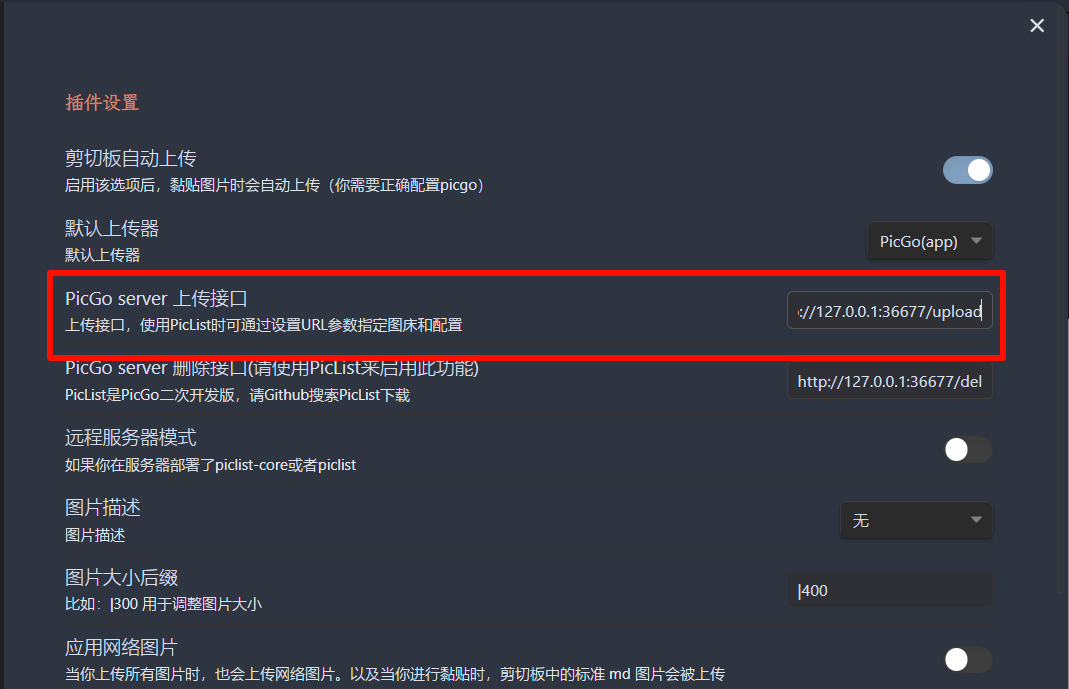 插件设置
剪切板自动上传
启用该选项后，黏贴图片时会自动上传（你需要正确配置picgo）
默认上传器
默认上传器
PicGo(app)
PicGo server 上传接口
上传接口，使用PicList时可通过设置URL参数指定图床和配置
://127.0.0.1:36677/upload
PicGo server 删除接口(请使用PicList来启用此功能)
PicList是PicGo二次开发版，请Github搜索PicList下载
http://127.0.0.1:36677/del
远程服务器模式
如果你在服务器部署了piclist-core或者piclist
图片描述
图片描述
无
图片大小后缀
比如：|300 用于调整图片大小
|400
应用网络图片
当你上传所有图片时，也会上传网络图片。以及当你进行黏贴时，剪切板中的标准 md 图片会被上传